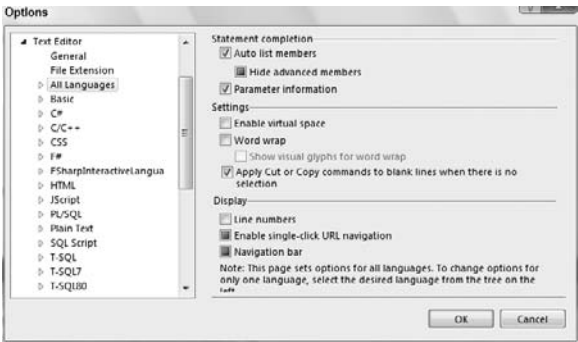 Options
Text Editor
General
File Extension
All Languages
Basic
C#
C/C++
CSS
F#
FSharpInteractiveLangua
HTML
JScript
PL/SQL
Plain Text
SQL Script
T-SQL
T-SQL7
T-SQL80
Statement completion
Auto list members
Hide advanced members
Parameter information
Settings
Enable virtual space
Word wrap
Show visual glyphs for word wrap
Apply Cut or Copy commands to blank lines when there is no
selection
Display
Line numbers
Enable single-click URL navigation
Navigation bar
Note: This page sets options for all languages. To change options for
only one language, select the desired language from the tree on the
left
OK
Cancel